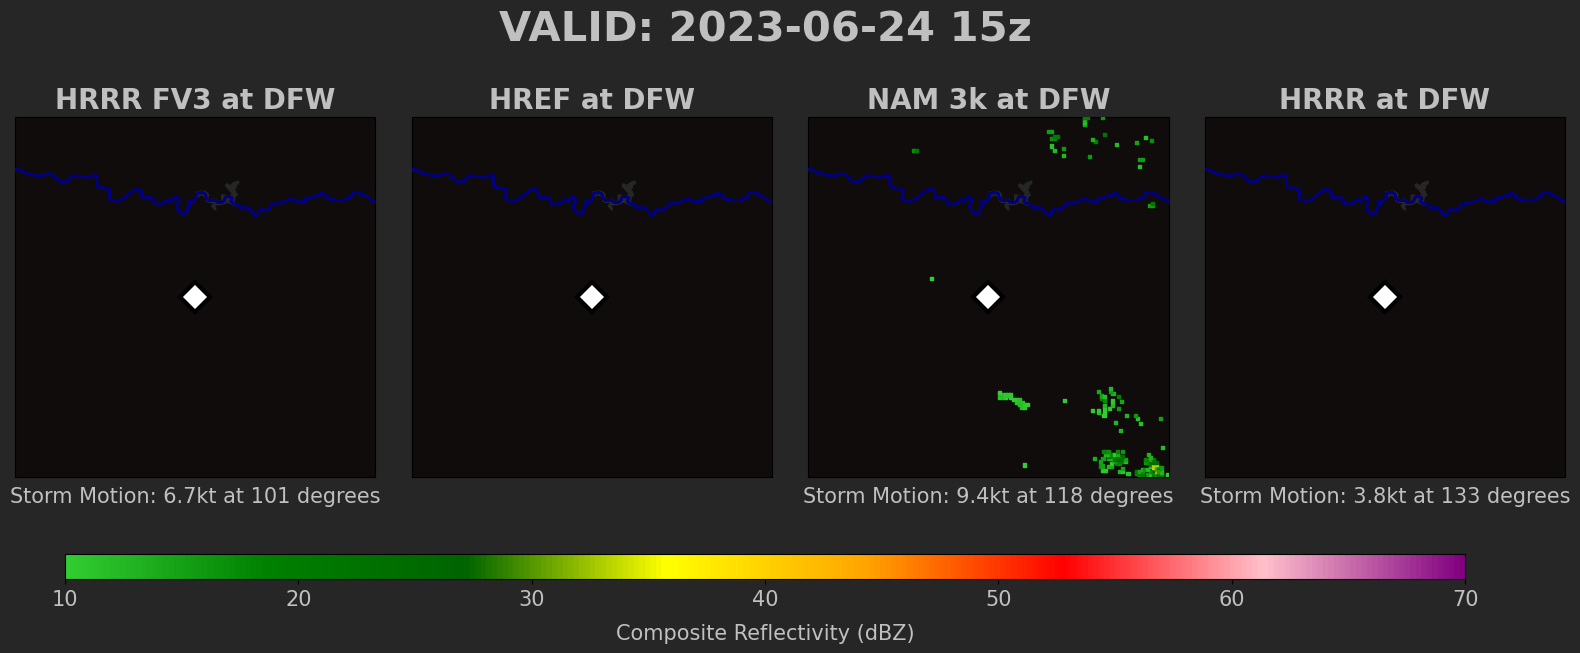 VALID: 2023-06-24 15z
HRRR FV3 at DFW
HREF at DFW
NAM 3k at DFW
HRRR at DFW
Storm Motion: 6.7kt at 101 degrees
Storm Motion: 9.4kt at 118 degrees
Storm Motion: 3.8kt at 133 degrees
10 20 30 40 50 60 70
Composite Reflectivity (dBZ)